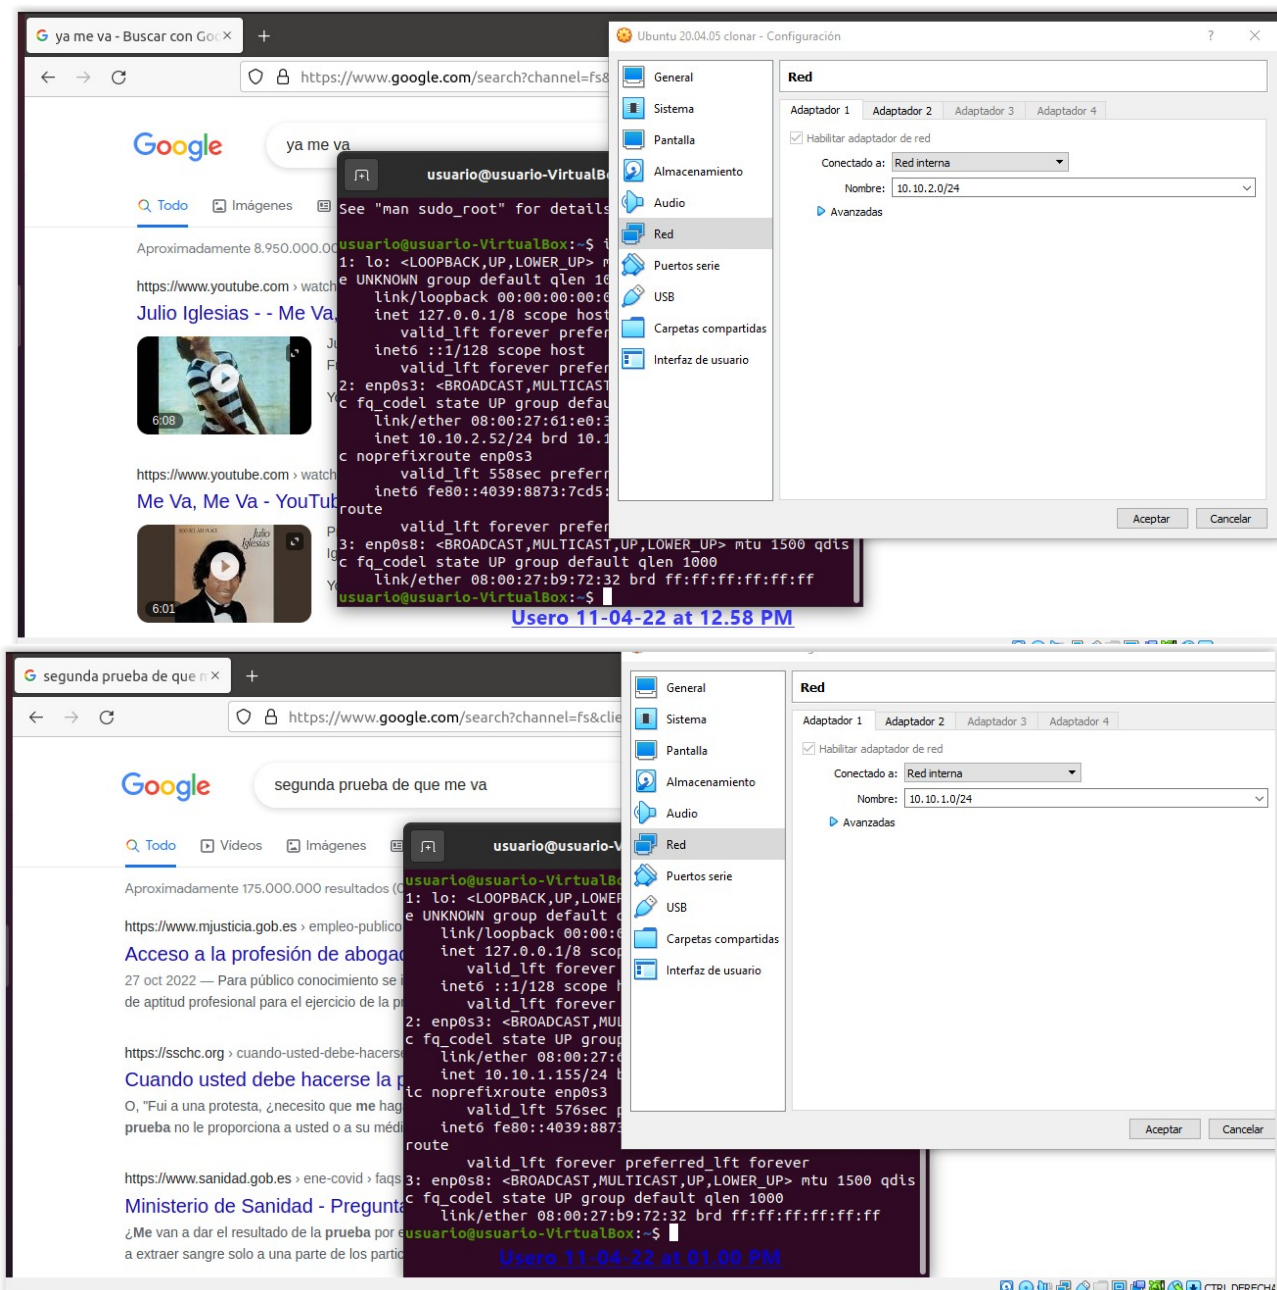 ya me va - Buscar con Goo
https://www.google.com/search?channel=fs&
Google
ya me va
Todo
Imágenes
Aproximadamente 8.950.000.00
https://www.youtube.com › watch
Julio Iglesias - - Me Va,
6:08
https://www.youtube.com › watch
Me Va, Me Va - YouTub
Julio
Iglesias
6:01
usuario@usuario-VirtualBo
See "man sudo_root" for details
usuario@usuario-VirtualBox:~$ i
1: lo: <LOOPBACK,UP,LOWER_UP> m
e UNKNOWN group default qlen 10
link/loopback 00:00:00:00:0
inet 127.0.0.1/8 scope host
valid_lft forever prefer
inet6 ::1/128 scope host
valid_lft forever prefer
2: enp0s3: <BROADCAST,MULTICAST
c fq_codel state UP group defau
link/ether 08:00:27:61:e0:3
inet 10.10.2.52/24 brd 10.1
c noprefixroute enp0s3
valid_lft 558sec preferr
inet6 fe80::4039:8873:7cd5:
route
valid_lft forever prefer
3: enp0s8: <BROADCAST,MULTICAST,UP,LOWER_UP> mtu 1500 qdis
c fq_codel state UP group default qlen 1000
link/ether 08:00:27:b9:72:32 brd ff:ff:ff:ff:ff:ff
usuario@usuario-VirtualBox:~$
Usero 11-04-22 at 12.58 PM
Ubuntu 20.04.05 clonar - Configuración
General
Sistema
Pantalla
Almacenamiento
Audio
Red
Puertos serie
USB
Carpetas compartidas
Interfaz de usuario
Red
Adaptador 1 Adaptador 2 Adaptador 3 Adaptador 4
Habilitar adaptador de red
Conectado a: Red interna
Nombre: 10.10.2.0/24
Avanzadas
Aceptar Cancelar
segunda prueba de que m
https://www.google.com/search?channel=fs&clie
Google
segunda prueba de que me va
Todo
Vídeos
Imágenes
Aproximadamente 175.000.000 resultados (0
https://www.mjusticia.gob.es › empleo-publico
Acceso a la profesión de abogad
27 oct 2022 — Para público conocimiento se i
de aptitud profesional para el ejercicio de la pr
https://sschc.org › cuando-usted-debe-hacerse
Cuando usted debe hacerse la p
O, "Fui a una protesta, ¿necesito que me hag
prueba no le proporciona a usted o a su médi
https://www.sanidad.gob.es › ene-covid › faqs
Ministerio de Sanidad - Pregunta
¿Me van a dar el resultado de la prueba por e
a extraer sangre solo a una parte de los partic
usuario@usuario-V
usuario@usuario-VirtualBo
1: lo: <LOOPBACK,UP,LOWER
e UNKNOWN group default q
link/loopback 00:00:0
inet 127.0.0.1/8 scop
valid_lft forever
inet6 ::1/128 scope h
valid_lft forever
2: enp0s3: <BROADCAST,MUL
c fq_codel state UP group
link/ether 08:00:27:6
inet 10.10.1.155/24 b
ic noprefixroute enp0s3
valid_lft 576sec p
inet6 fe80::4039:8873
route
valid_lft forever preferred_lft forever
3: enp0s8: <BROADCAST,MULTICAST,UP,LOWER_UP> mtu 1500 qdis
c fq_codel state UP group default qlen 1000
link/ether 08:00:27:b9:72:32 brd ff:ff:ff:ff:ff:ff
usuario@usuario-VirtualBox:~$
Usero 11-04-22 at 01.00 PM
General
Sistema
Pantalla
Almacenamiento
Audio
Red
Puertos serie
USB
Carpetas compartidas
Interfaz de usuario
Red
Adaptador 1 Adaptador 2 Adaptador 3 Adaptador 4
Habilitar adaptador de red
Conectado a: Red interna
Nombre: 10.10.1.0/24
Avanzadas
Aceptar Cancelar
CTRL DERECHA